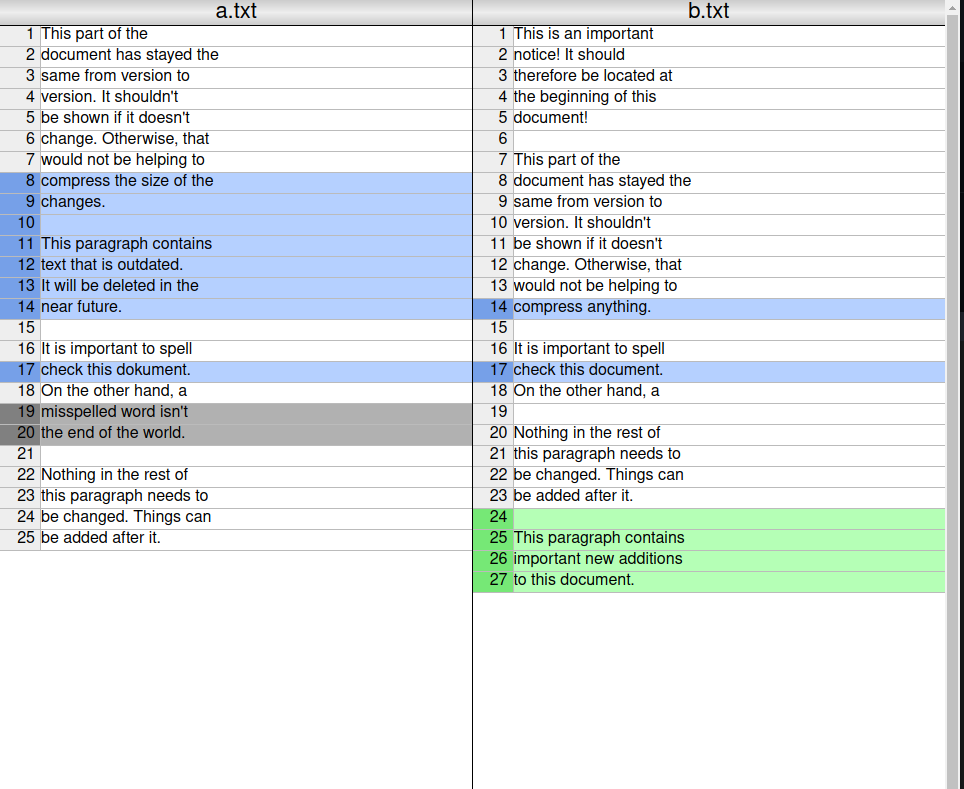 a.txt
1 This part of the
2 document has stayed the
3 same from version to
4 version. It shouldn't
5 be shown if it doesn't
6 change. Otherwise, that
7 would not be helping to
8 compress the size of the
9 changes.
10
11 This paragraph contains
12 text that is outdated.
13 It will be deleted in the
14 near future.
15
16 It is important to spell
17 check this dokument.
18 On the other hand, a
19 misspelled word isn't
20 the end of the world.
21
22 Nothing in the rest of
23 this paragraph needs to
24 be changed. Things can
25 be added after it.
b.txt
1 This is an important
2 notice! It should
3 therefore be located at
4 the beginning of this
5 document!
6
7 This part of the
8 document has stayed the
9 same from version to
10 version. It shouldn't
11 be shown if it doesn't
12 change. Otherwise, that
13 would not be helping to
14 compress anything.
15
16 It is important to spell
17 check this document.
18 On the other hand, a
19
20 Nothing in the rest of
21 this paragraph needs to
22 be changed. Things can
23 be added after it.
24
25 This paragraph contains
26 important new additions
27 to this document.